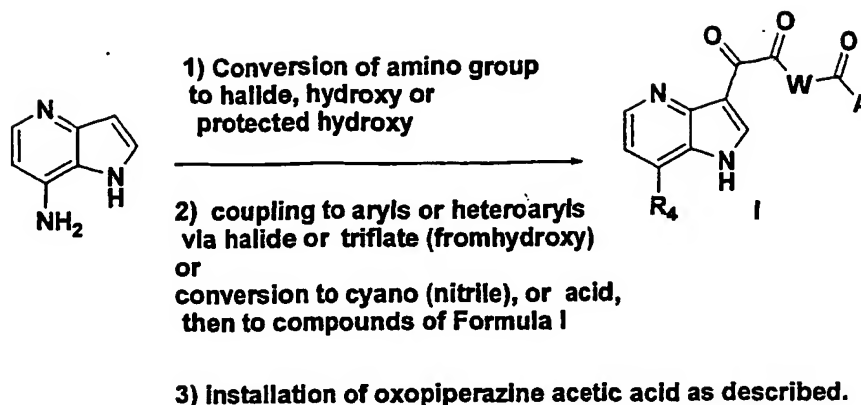 1) Conversion of amino group
to halide, hydroxy or
protected hydroxy
2) coupling to aryls or heteroaryls
via halide or triflate (fromhydroxy)
or
conversion to cyano (nitrile), or acid,
then to compounds of Formula I
3) installation of oxopiperazine acetic acid as described.
N
N
H
NH2
O
O
O
W
A
N
N
H
R4
I